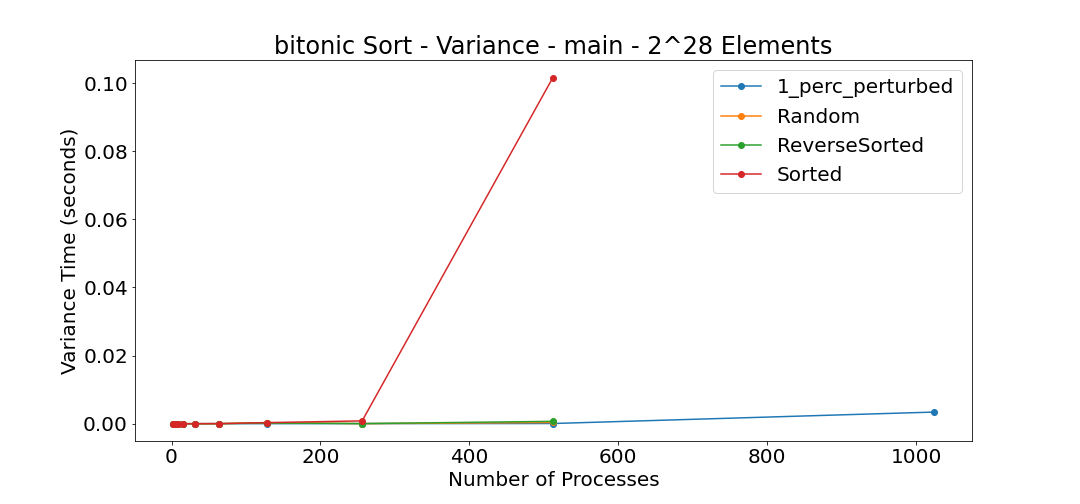 bitonic Sort - Variance - main - 2^28 Elements
Variance Time (seconds)
0.10
0.08
0.06
0.04
0.02
0.00
1_perc_perturbed
Random
ReverseSorted
Sorted
0 200 400 600 800 1000
Number of Processes